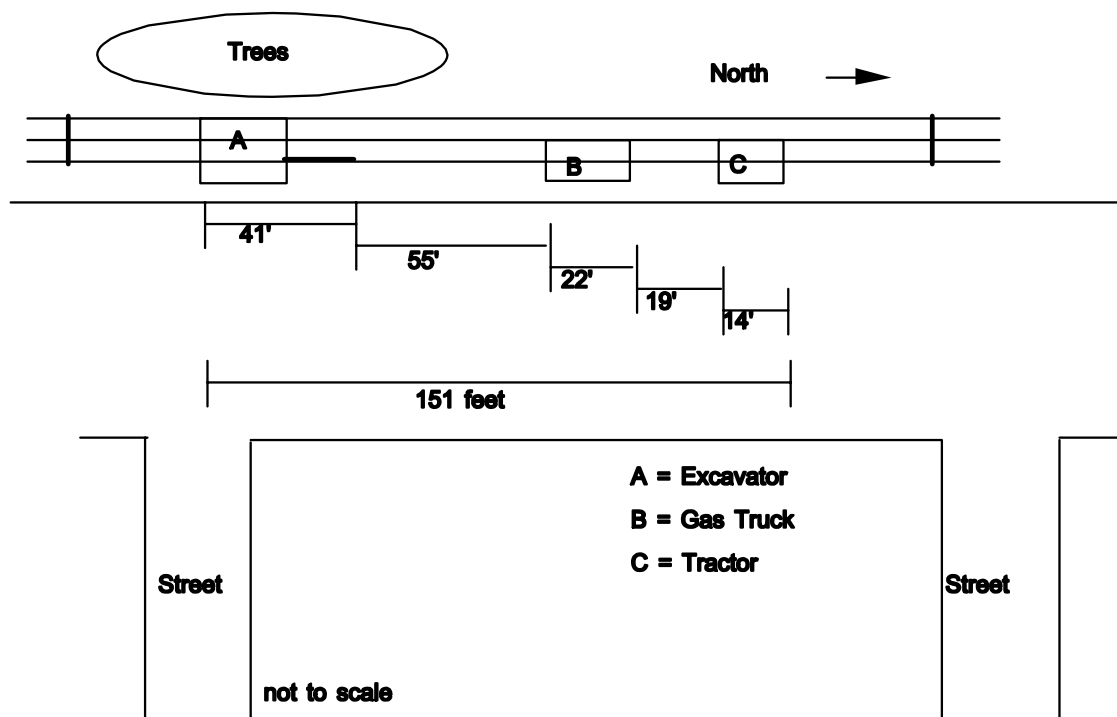 Trees
North
A
B
C
41'
55'
22'
19'
14'
151 feet
A = Excavator
B = Gas Truck
C = Tractor
Street
Street
not to scale